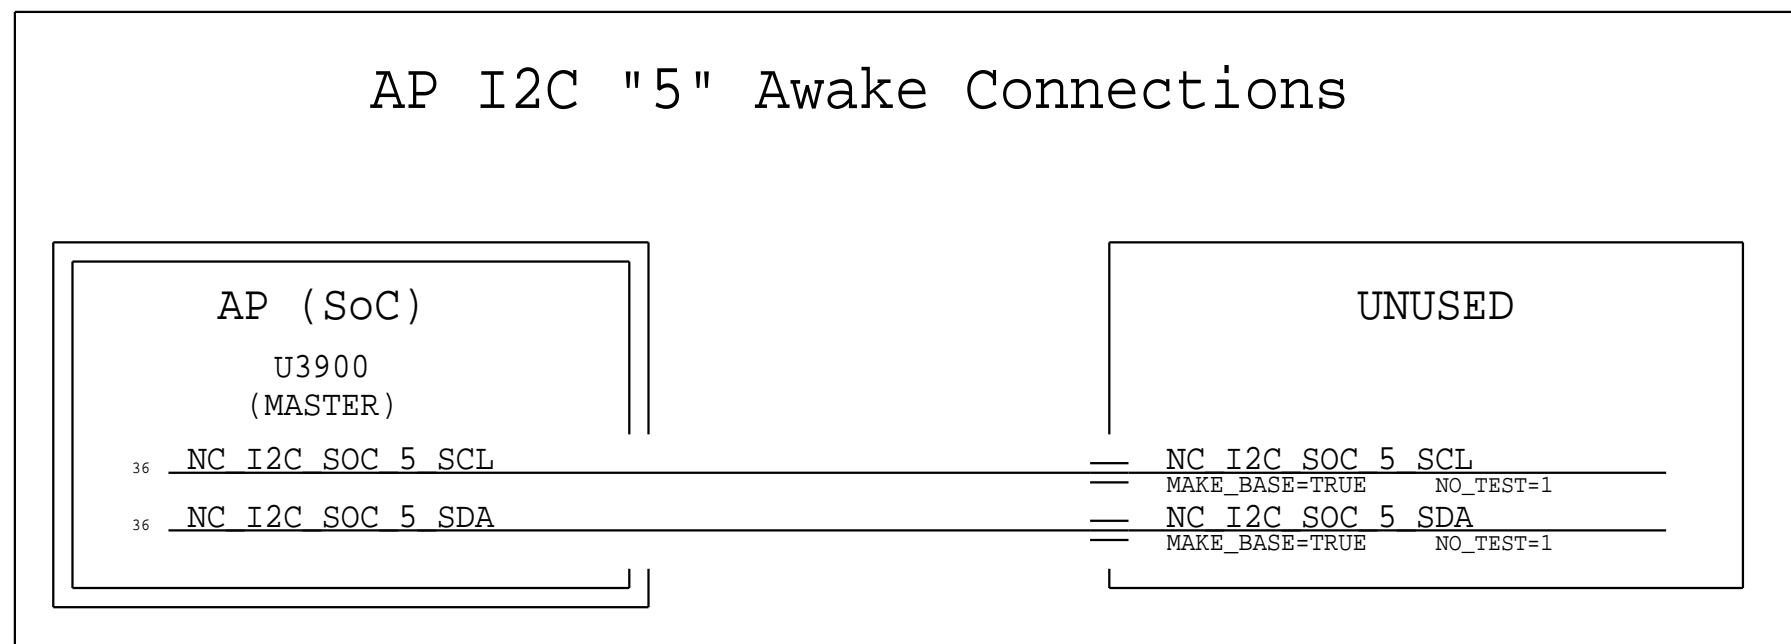 AP I2C "5" Awake Connections
AP (SoC)
U3900
(MASTER)
36 NC_I2C_SOC_5_SCL
36 NC_I2C_SOC_5_SDA
UNUSED
NC_I2C_SOC_5_SCL
MAKE_BASE=TRUE NO_TEST=1
NC_I2C_SOC_5_SDA
MAKE_BASE=TRUE NO_TEST=1